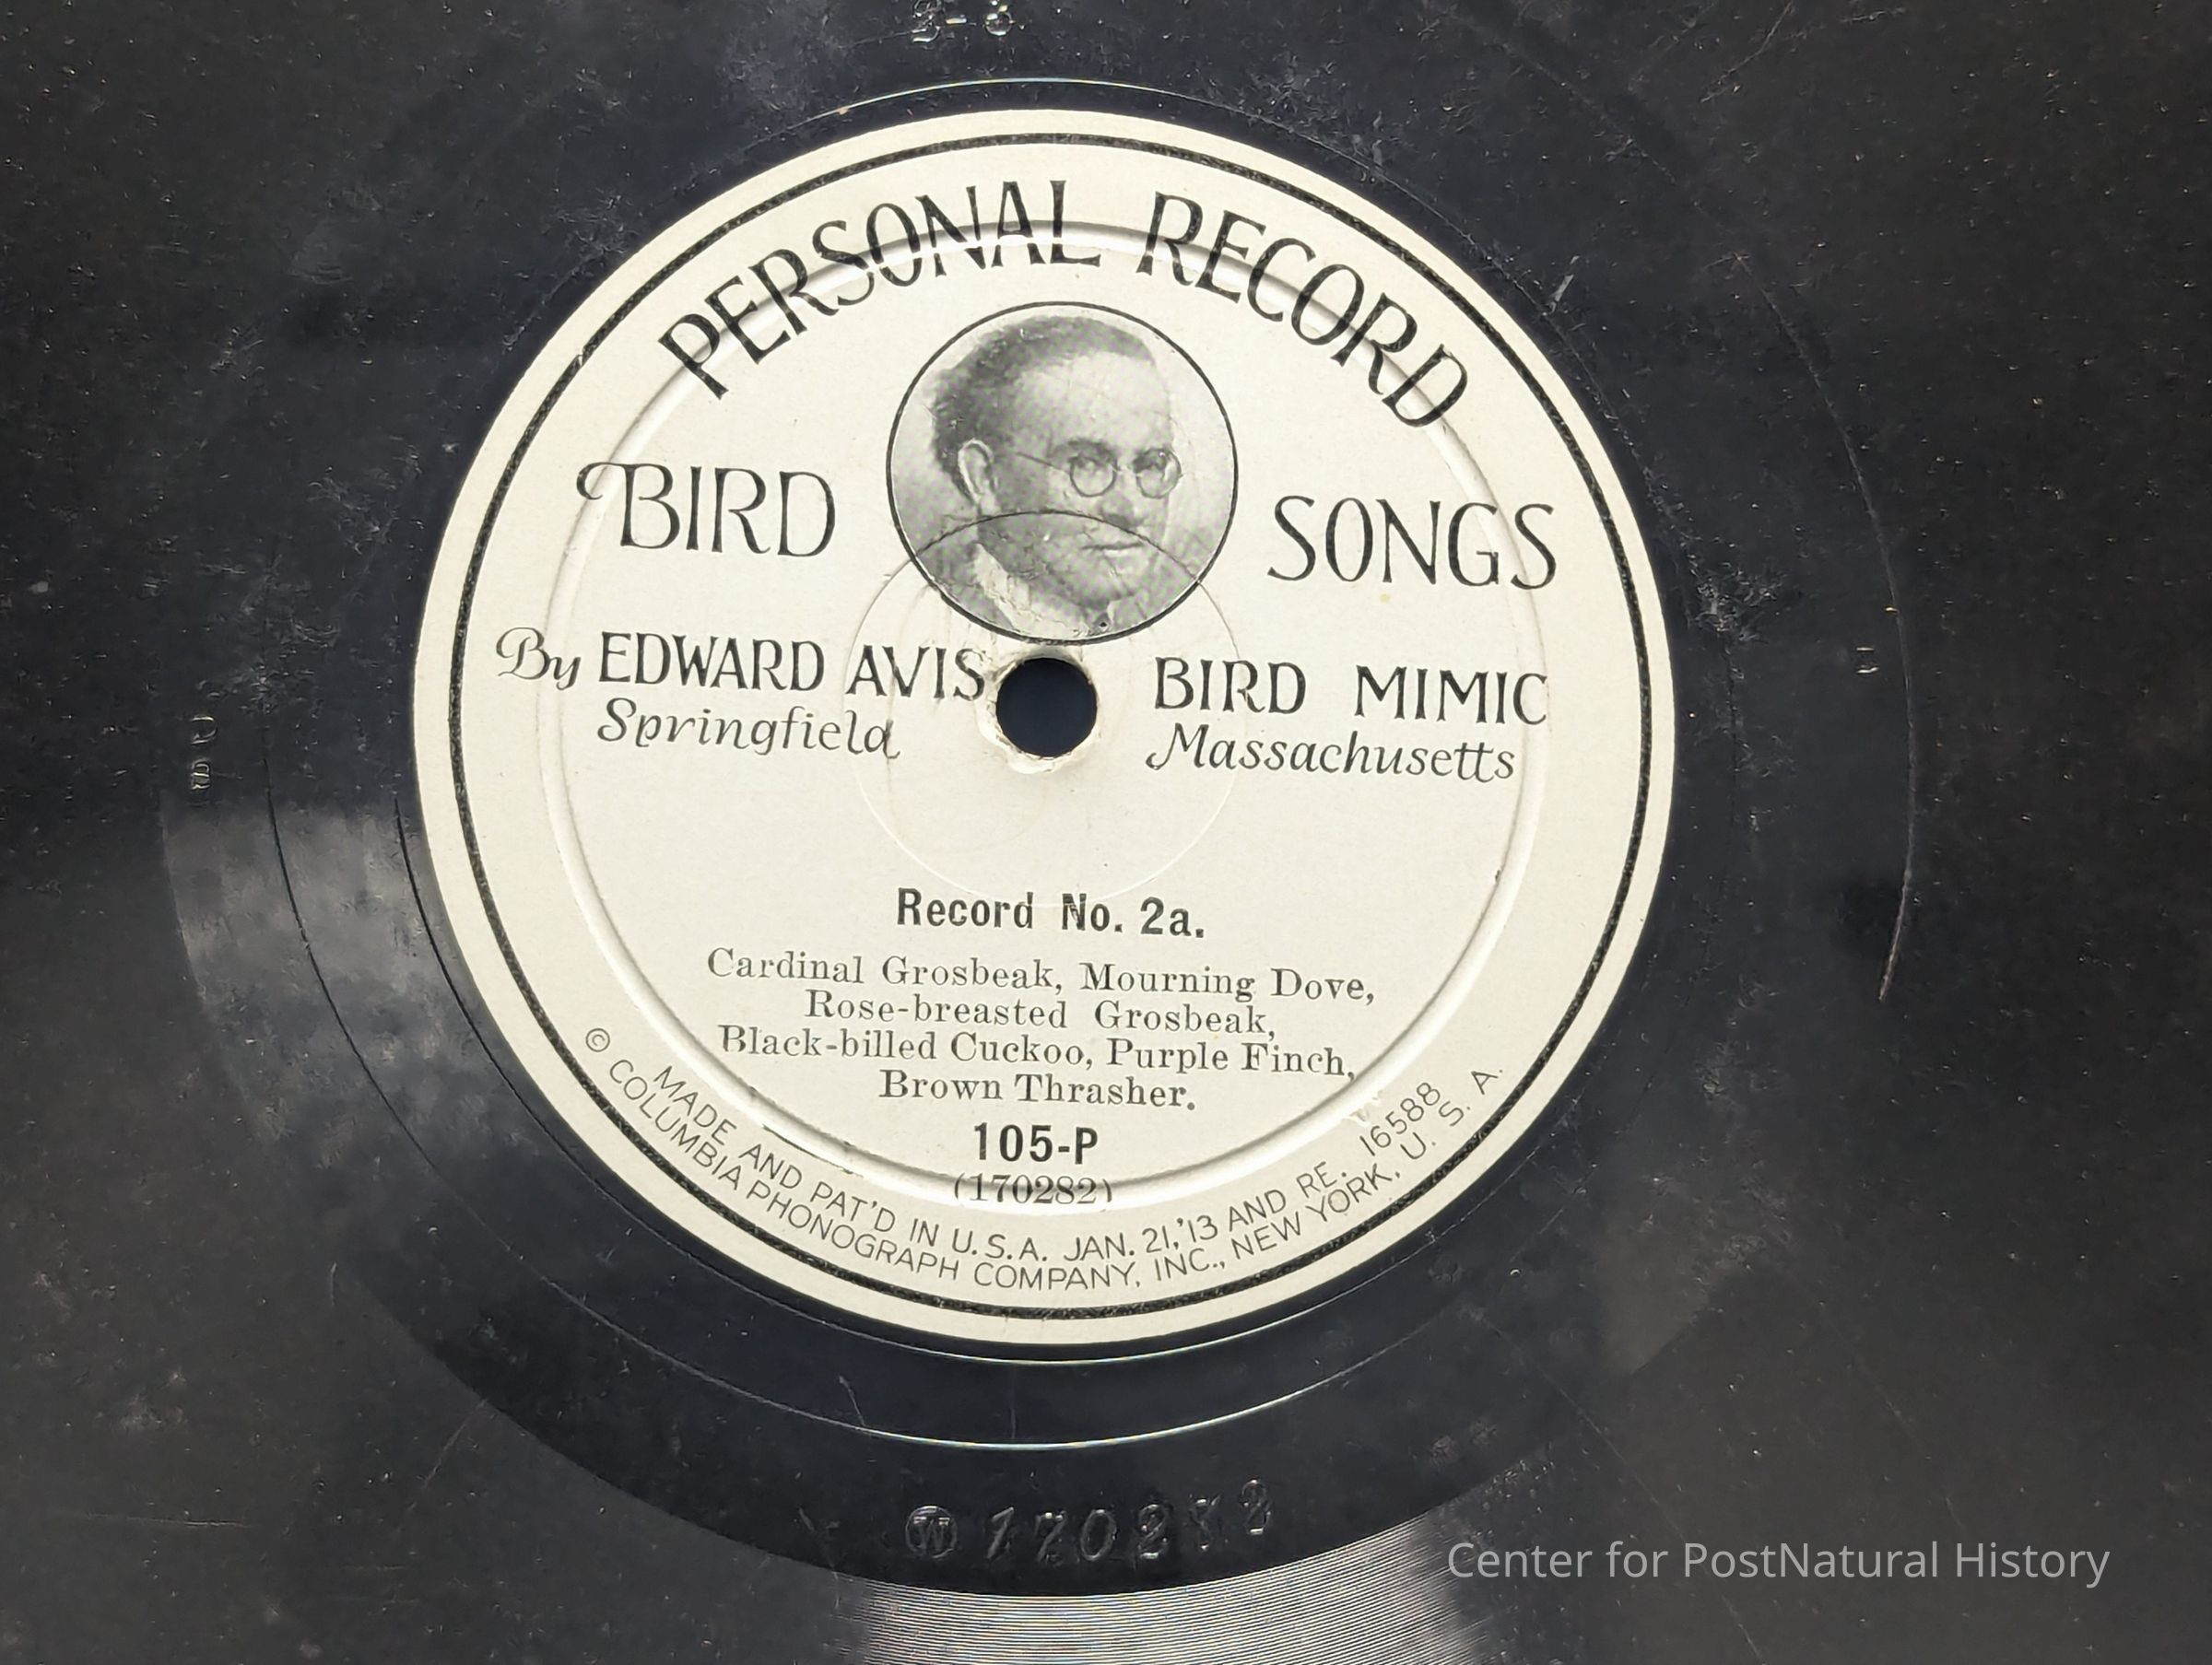 PERSONAL RECORD
BIRD SONGS
By EDWARD AVIS BIRD MIMIC
Springfield Massachusetts
Record No. 2a.
Cardinal Grosbeak, Mourning Dove,
Rose-breasted Grosbeak,
Black-billed Cuckoo, Purple Finch,
Brown Thrasher.
105-P
(170282)
MADE AND PAT'D IN U.S.A. JAN. 21,'13 AND RE. 16588
© COLUMBIA PHONOGRAPH COMPANY, INC., NEW YORK, U. S. A.
W 170282
Center for PostNatural History